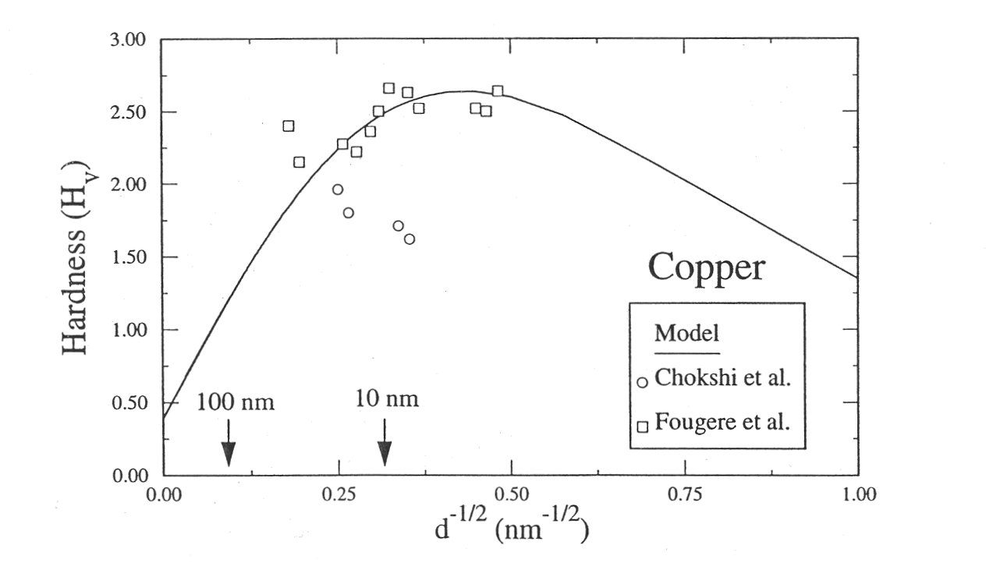 3.00
2.50
2.00
1.50
1.00
0.50
0.00
Hardness (Hv)
100 nm
10 nm
Copper
Model
Chokshi et al.
Fougere et al.
0.00 0.25 0.50 0.75 1.00
d-1/2 (nm-1/2)